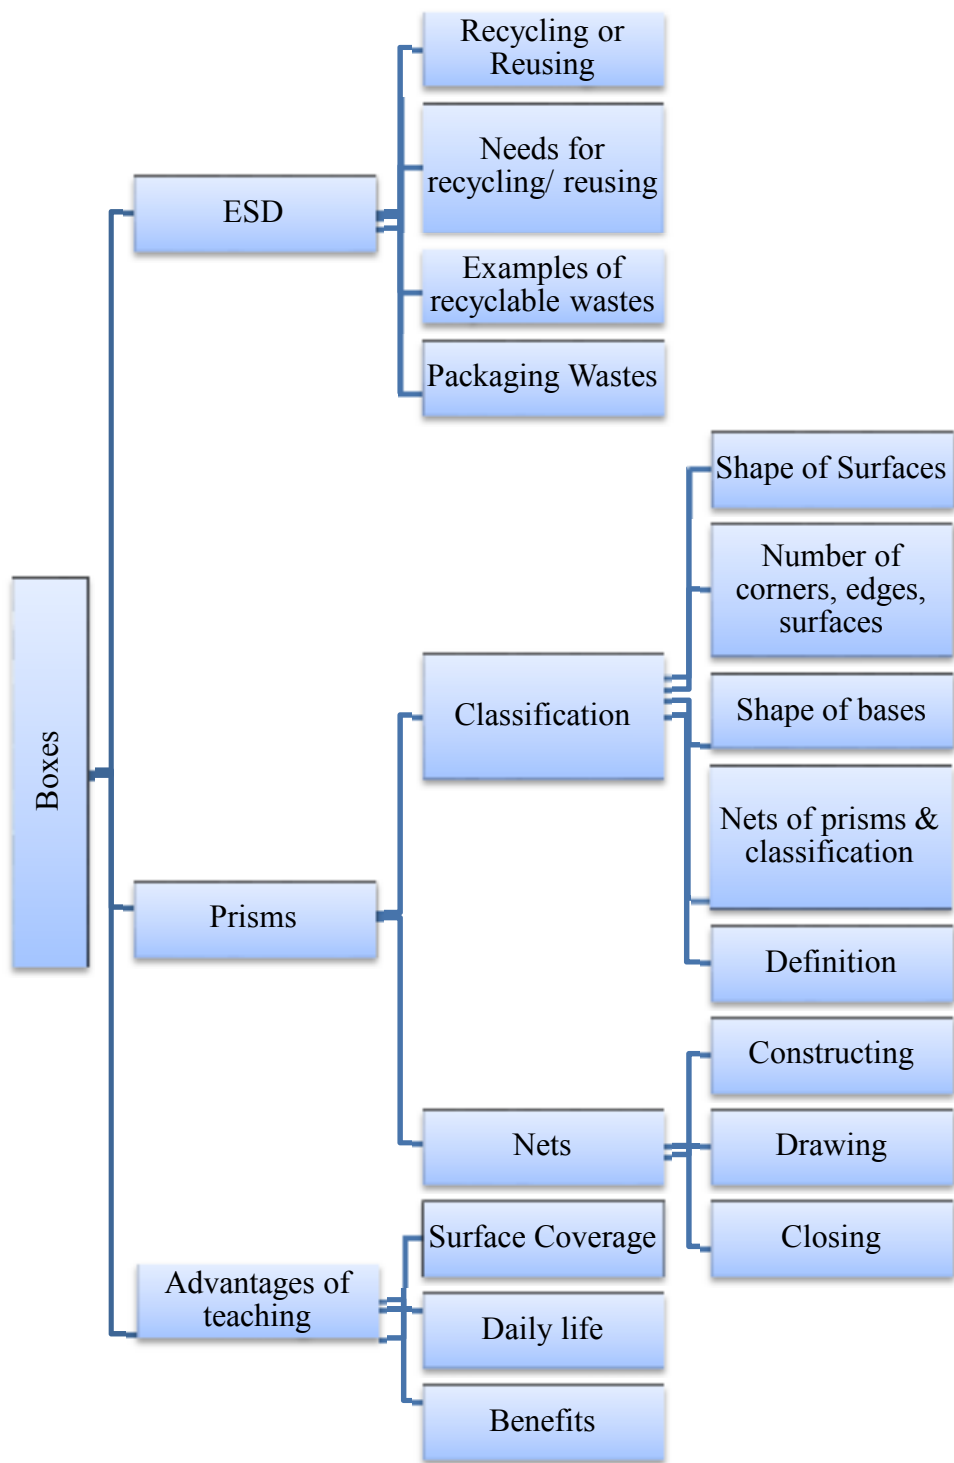 Boxes
ESD
Recycling or
Reusing
Needs for
recycling/ reusing
Examples of
recyclable wastes
Packaging Wastes
Prisms
Classification
Shape of Surfaces
Number of
corners, edges,
surfaces
Shape of bases
Nets of prisms &
classification
Definition
Nets
Constructing
Drawing
Closing
Advantages of
teaching
Surface Coverage
Daily life
Benefits